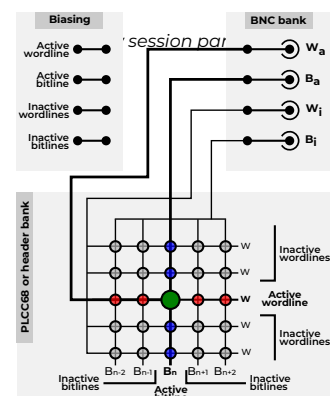 Biasing
BNC bank
Active
wordline
Active
bitline
Inactive
wordlines
Inactive
bitlines
session
Wa
Ba
Wi
Bi
PLCC68 or header bank
W
W
W
W
W
Inactive
wordlines
Active
wordline
Inactive
wordlines
Bn-2 Bn-1 Bn Bn+1 Bn+2
Inactive
bitlines
Active
Inactive
bitlines